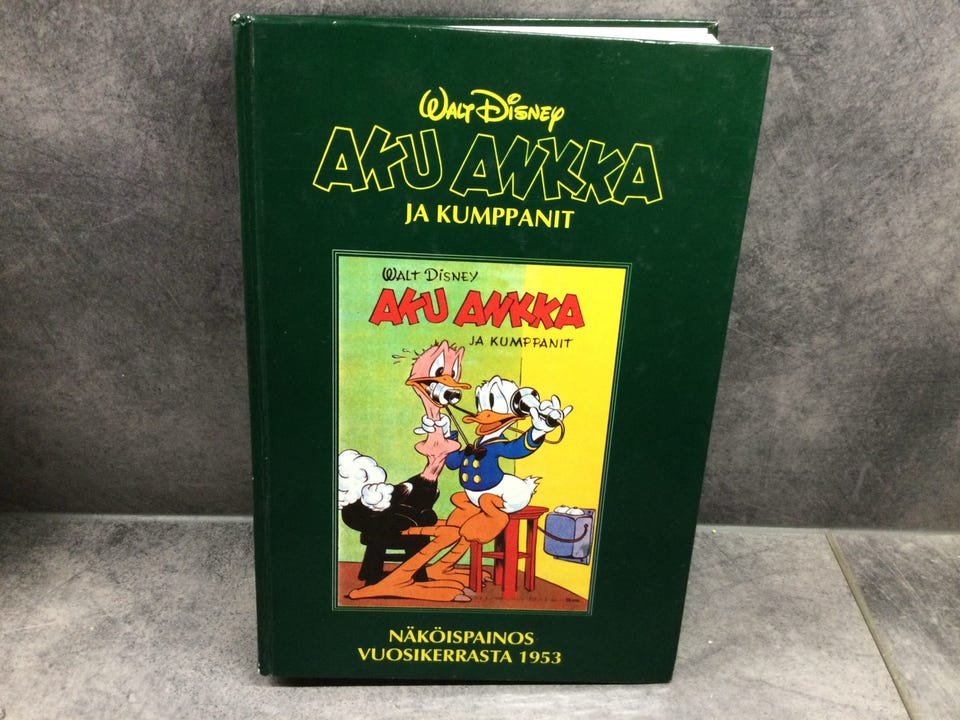 WALT DISNEY
AKU ANKKA
JA KUMPPANIT
WALT DISNEY
AKU ANKKA
JA KUMPPANIT
NÄKÖISPAINOS
VUOSIKERRASTA 1953